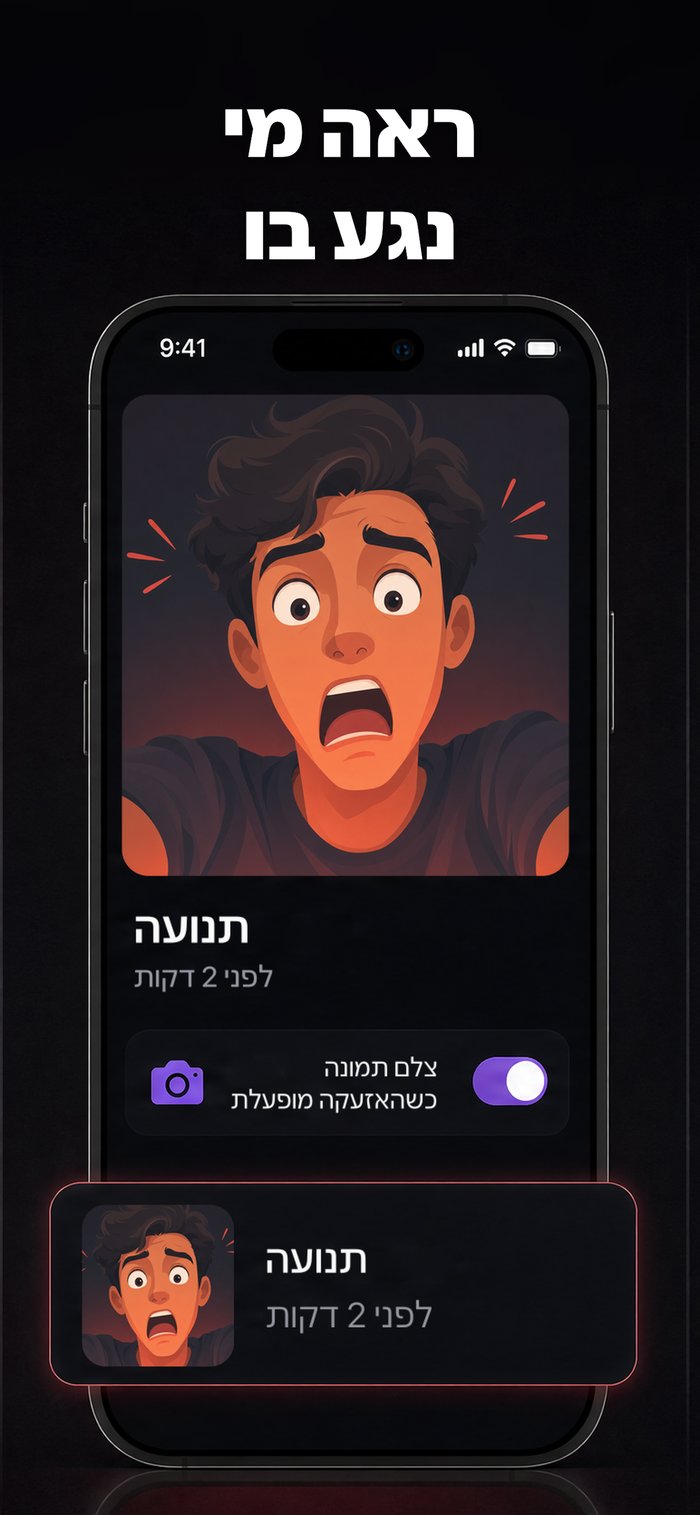 ראה מי
נגע בו
9:41
תנועה
לפני 2 דקות
צלם תמונה
כשהאזעקה מופעלת
תנועה
לפני 2 דקות